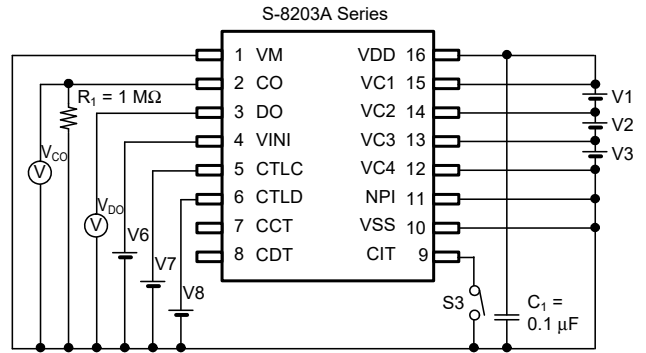 S-8203A Series
1 VM
2 CO
3 DO
4 VINI
5 CTLC
6 CTLD
7 CCT
8 CDT
VDD 16
VC1 15
VC2 14
VC3 13
VC4 12
NPI 11
VSS 10
CIT 9
R₁ = 1 MΩ
V_CO
V
V_DO
V
V6
V7
V8
V1
V2
V3
S3
C₁ =
0.1 μF